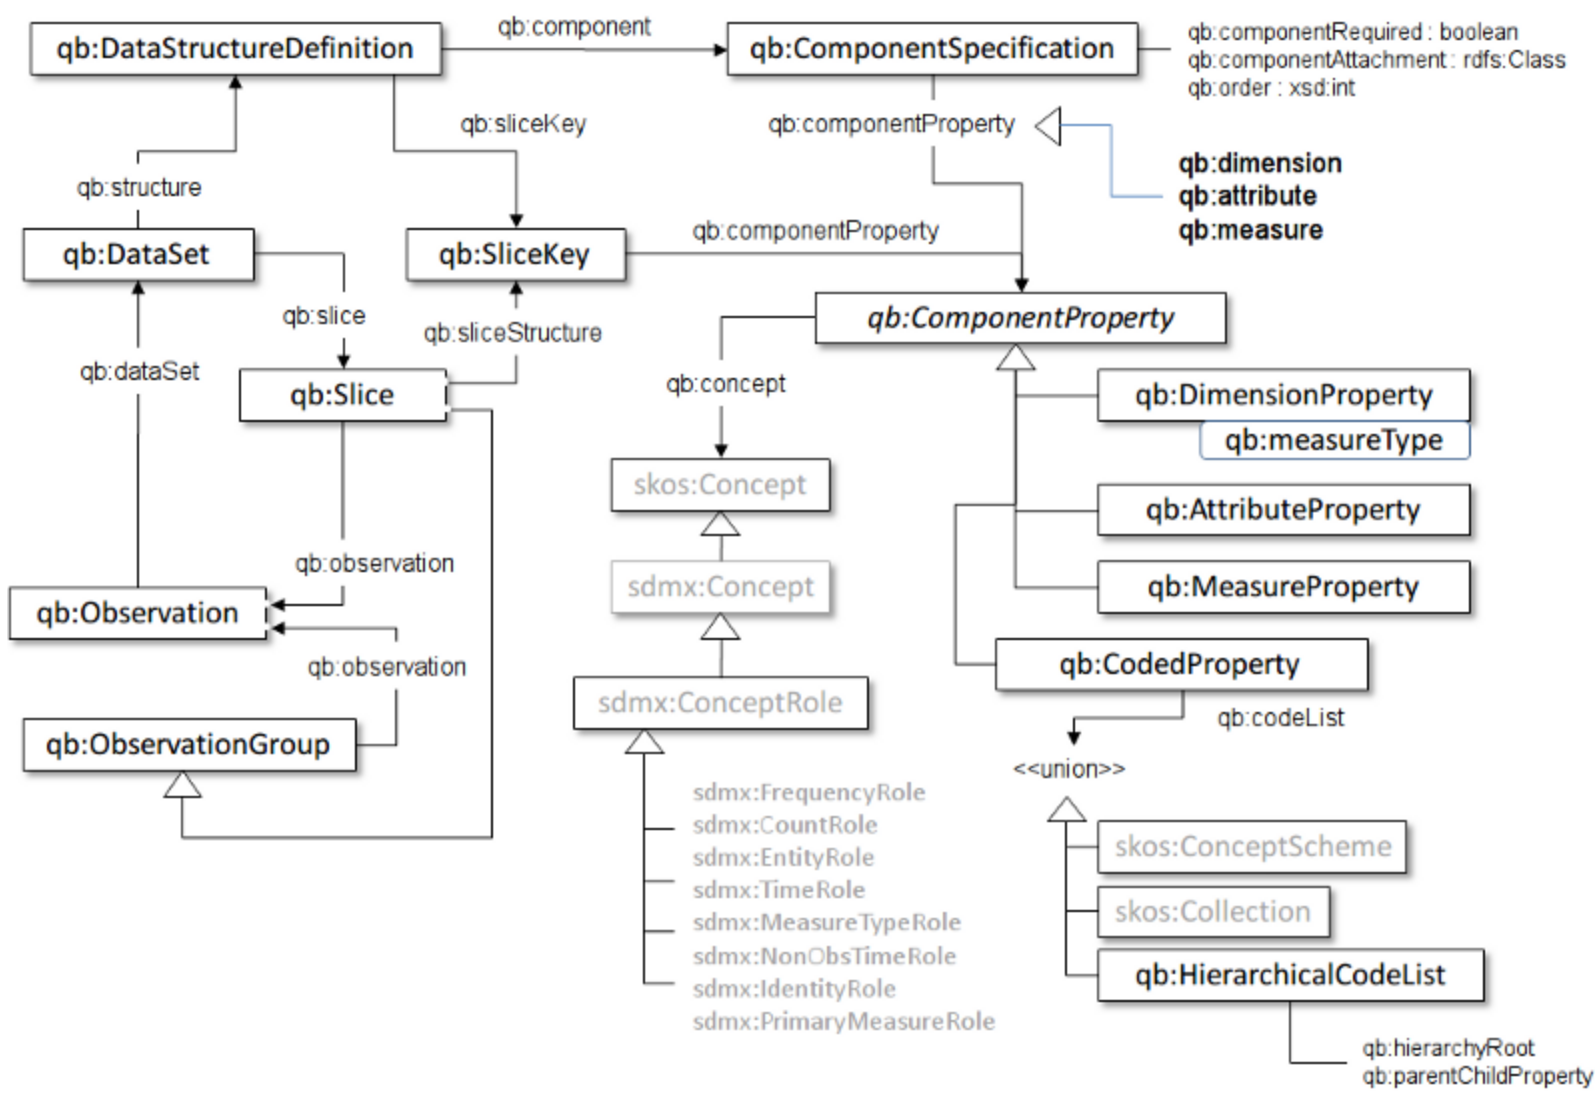 qb:DataStructureDefinition
qb:component
qb:ComponentSpecification
qb:componentRequired : boolean
qb:componentAttachment : rdfs:Class
qb:order : xsd:int
qb:sliceKey
qb:componentProperty
qb:dimension
qb:attribute
qb:measure
qb:structure
qb:DataSet
qb:SliceKey
qb:componentProperty
qb:slice
qb:sliceStructure
qb:ComponentProperty
qb:dataSet
qb:Slice
qb:concept
qb:DimensionProperty
qb:measureType
skos:Concept
qb:AttributeProperty
qb:observation
sdmx:Concept
qb:MeasureProperty
qb:Observation
qb:observation
qb:CodedProperty
sdmx:ConceptRole
qb:codeList
qb:ObservationGroup
<<union>>
sdmx:FrequencyRole
sdmx:CountRole
sdmx:EntityRole
sdmx:TimeRole
sdmx:MeasureTypeRole
sdmx:NonObsTimeRole
sdmx:IdentityRole
sdmx:PrimaryMeasureRole
skos:ConceptScheme
skos:Collection
qb:HierarchicalCodeList
qb:hierarchyRoot
qb:parentChildProperty